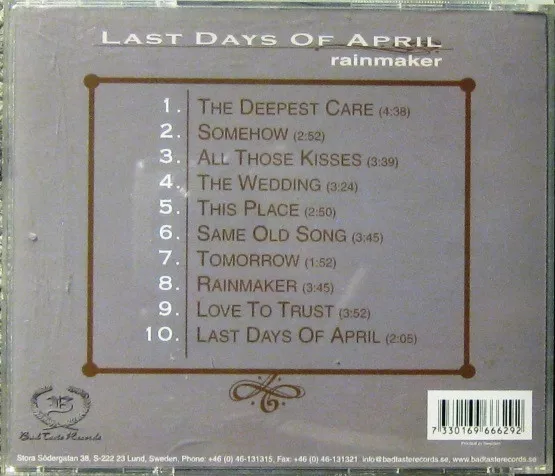 LAST DAYS OF APRIL
rainmaker
1. THE DEEPEST CARE (4:38)
2. SOMEHOW (2:52)
3. ALL THOSE KISSES (3:39)
4. THE WEDDING (3:24)
5. THIS PLACE (2:50)
6. SAME OLD SONG (3:45)
7. TOMORROW (1:52)
8. RAINMAKER (3:45)
9. LOVE TO TRUST (3:52)
10. LAST DAYS OF APRIL (2:05)
Bad Taste Records
7 330169 666292
Printed in Sweden
Stora Södergatan 38, S-222 23 Lund, Sweden, Phone: +46 (0) 46-131315, Fax: +46 (0) 46-131321 info@badtasterecords.se, www.badtasterecords.se